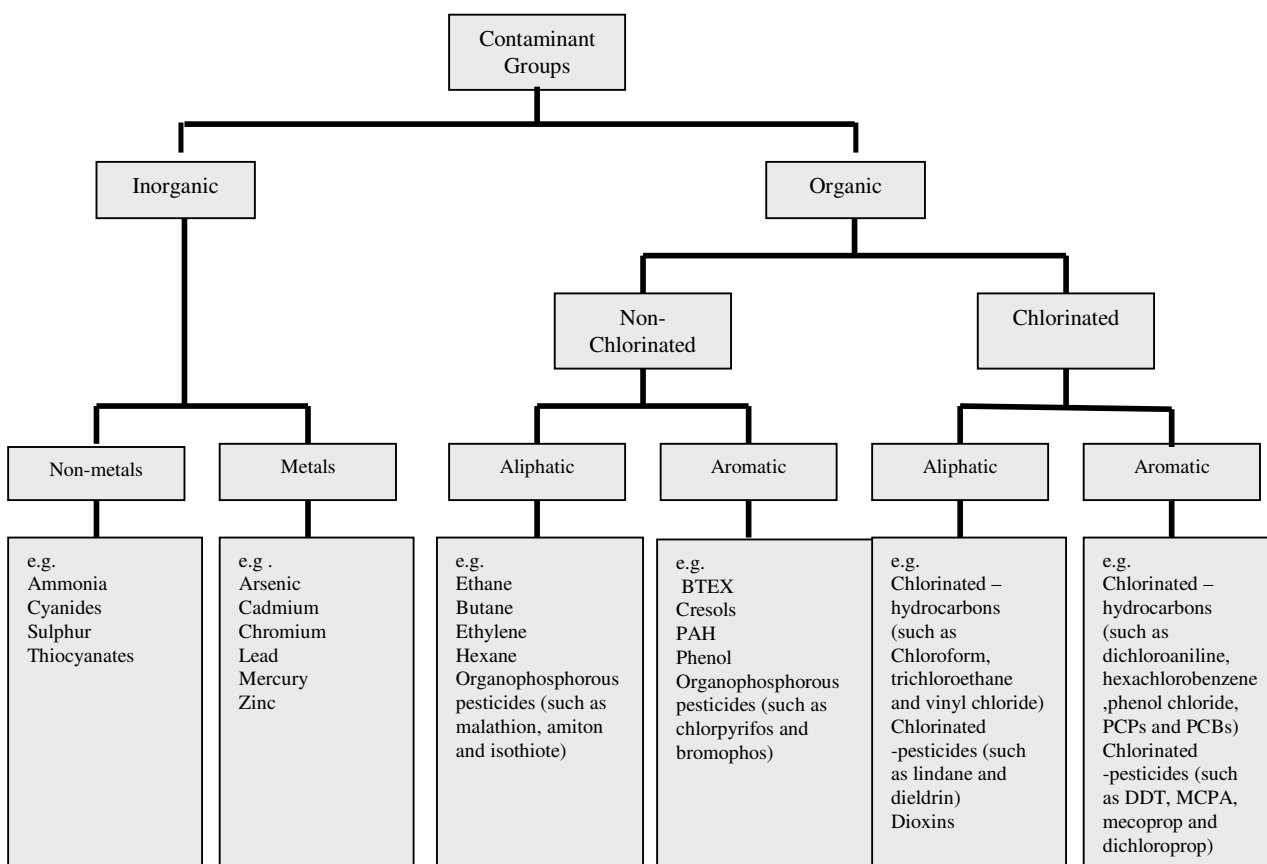 Contaminant
Groups
Inorganic
Organic
Non-
Chlorinated
Chlorinated
Non-metals
Metals
Aliphatic
Aromatic
Aliphatic
Aromatic
e.g.
Ammonia
Cyanides
Sulphur
Thiocyanates
e.g .
Arsenic
Cadmium
Chromium
Lead
Mercury
Zinc
e.g.
Ethane
Butane
Ethylene
Hexane
Organophosphorous
pesticides (such as
malathion, amiton
and isothiote)
e.g.
BTEX
Cresols
PAH
Phenol
Organophosphorous
pesticides (such as
chlorpyrifos and
bromophos)
e.g.
Chlorinated –
hydrocarbons
(such as
Chloroform,
trichloroethane
and vinyl chloride)
Chlorinated
-pesticides (such
as lindane and
dieldrin)
Dioxins
e.g.
Chlorinated –
hydrocarbons
(such as
dichloroaniline,
hexachlorobenzene
,phenol chloride,
PCPs and PCBs)
Chlorinated
-pesticides (such
as DDT, MCPA,
mecoprop and
dichloroprop)